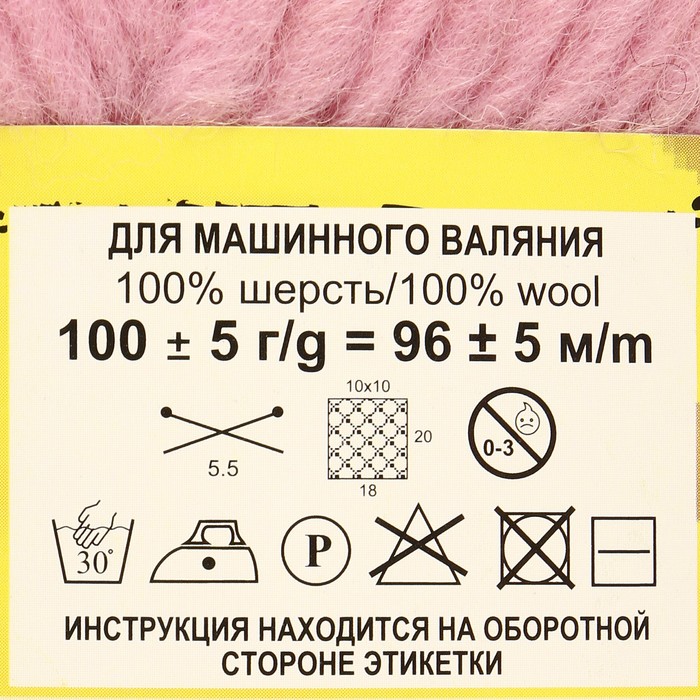 ДЛЯ МАШИННОГО ВАЛЯНИЯ
100% шерсть/100% wool
100 ± 5 г/g = 96 ± 5 м/m
10x10
20
0-3
5.5
18
30°
P
ИНСТРУКЦИЯ НАХОДИТСЯ НА ОБОРОТНОЙ
СТОРОНЕ ЭТИКЕТКИ